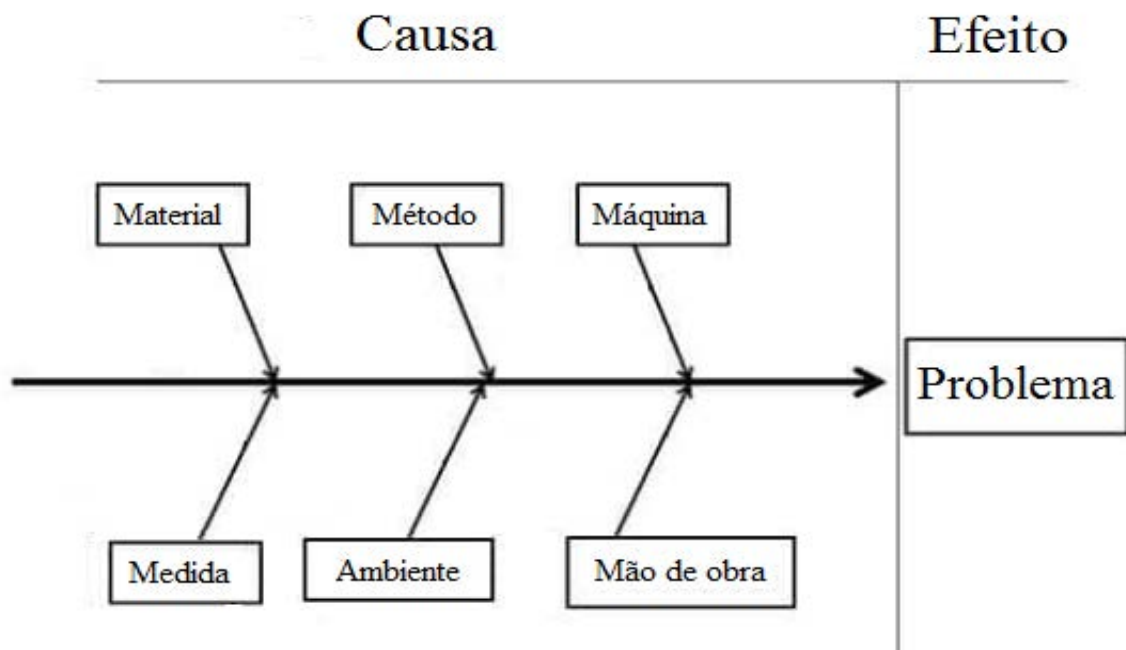 Causa
Efeito
Material
Método
Máquina
Problema
Medida
Ambiente
Mão de obra